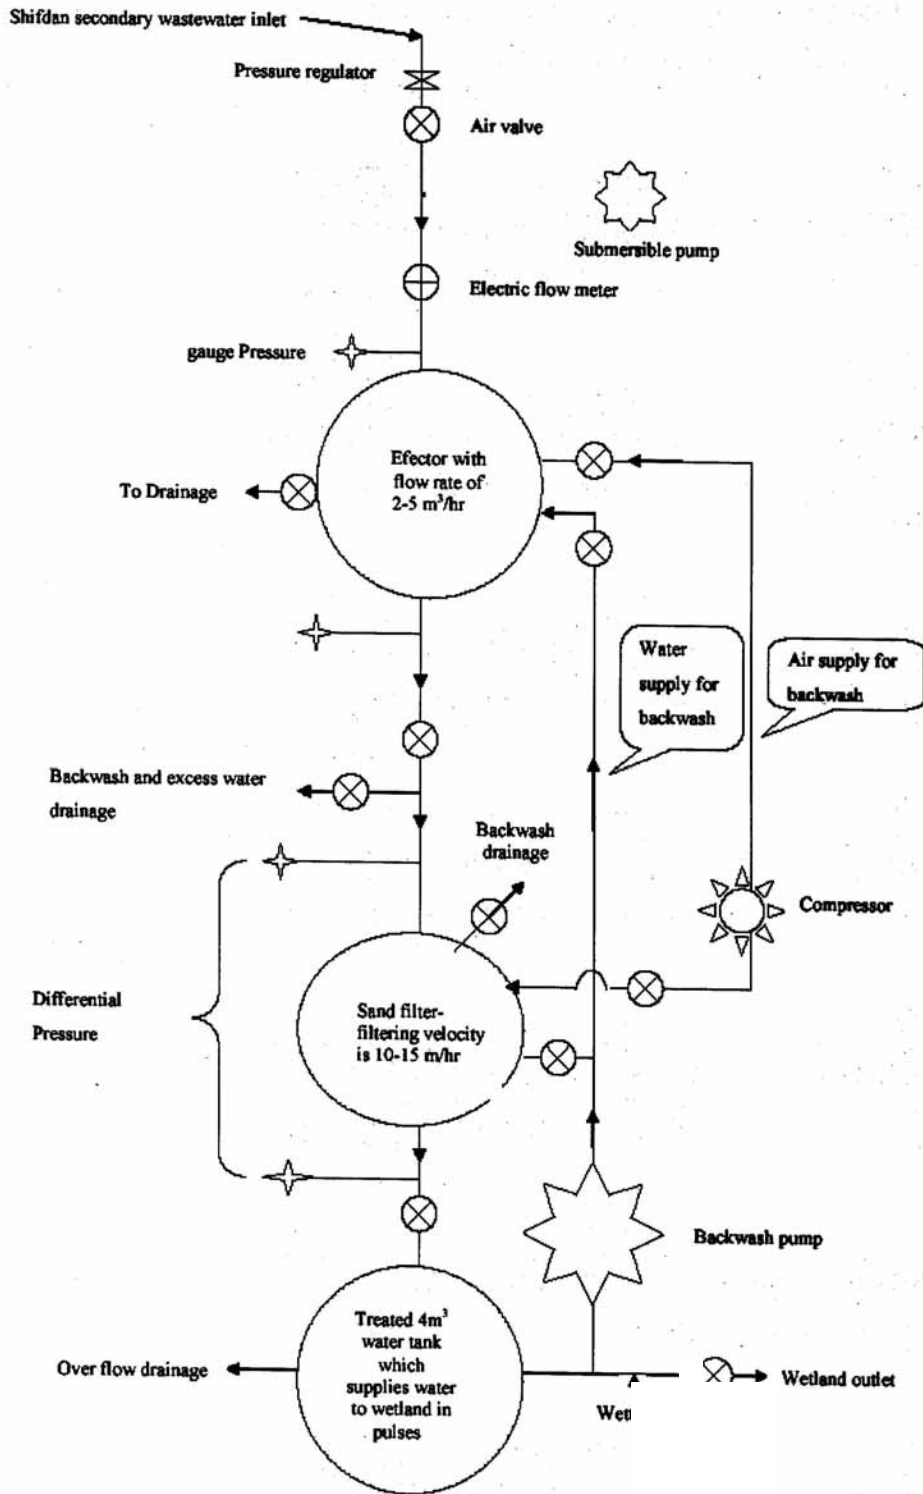 Shifdan secondary wastewater inlet
Pressure regulator
Air valve
Submersible pump
Electric flow meter
gauge Pressure
Efector with
flow rate of
2-5 m³/hr
To Drainage
Water
supply for
backwash
Air supply for
backwash
Backwash and excess water
drainage
Backwash
drainage
Compressor
Differential
Pressure
Sand filter-
filtering velocity
is 10-15 m/hr
Backwash pump
Treated 4m³
water tank
which
supplies water
to wetland in
pulses
Over flow drainage
Wetland outlet